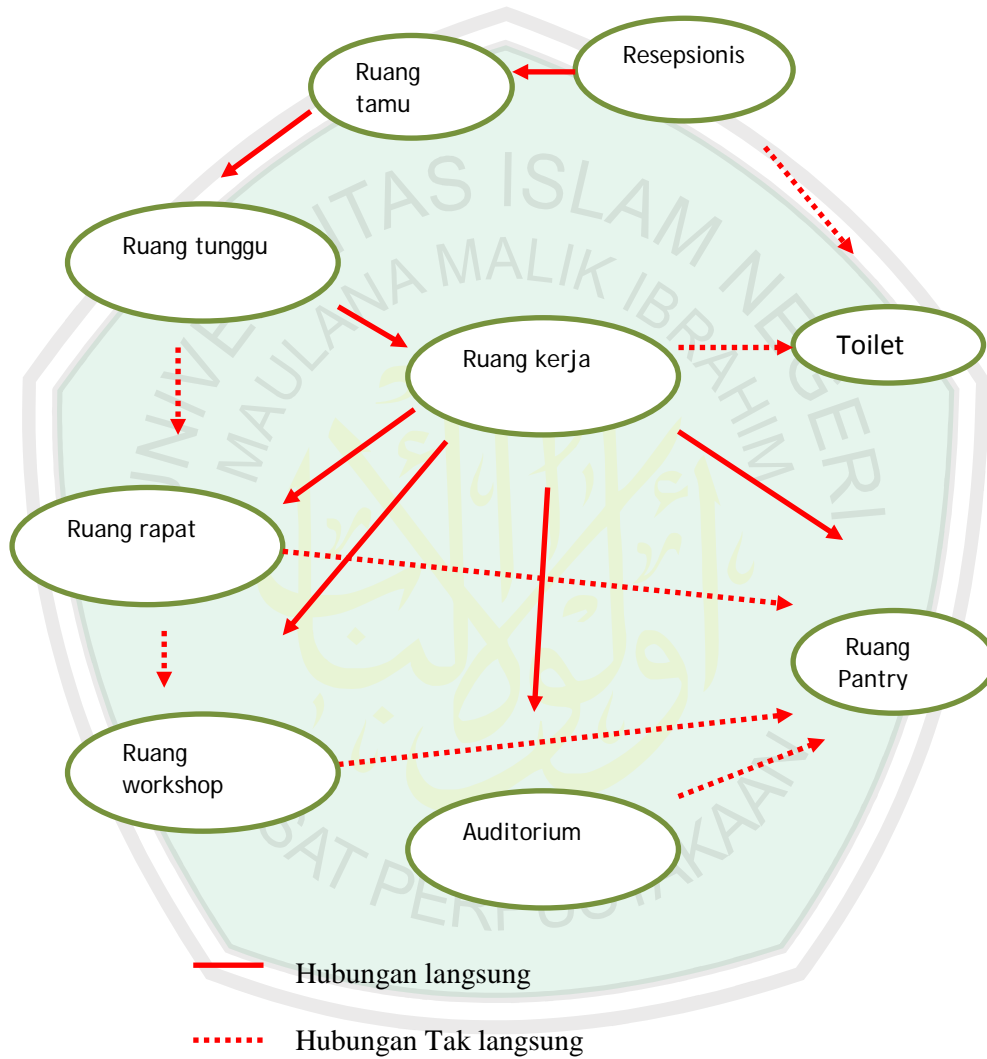 Resepsionis
Ruang
tamu
Ruang tunggu
Ruang kerja
Toilet
Ruang rapat
Ruang
Pantry
Ruang
workshop
Auditorium
UNIVERSITAS ISLAM NEGERI
MAULANA MALIK IBRAHIM
PUSAT PERPUSTAKAAN
Hubungan langsung
Hubungan Tak langsung